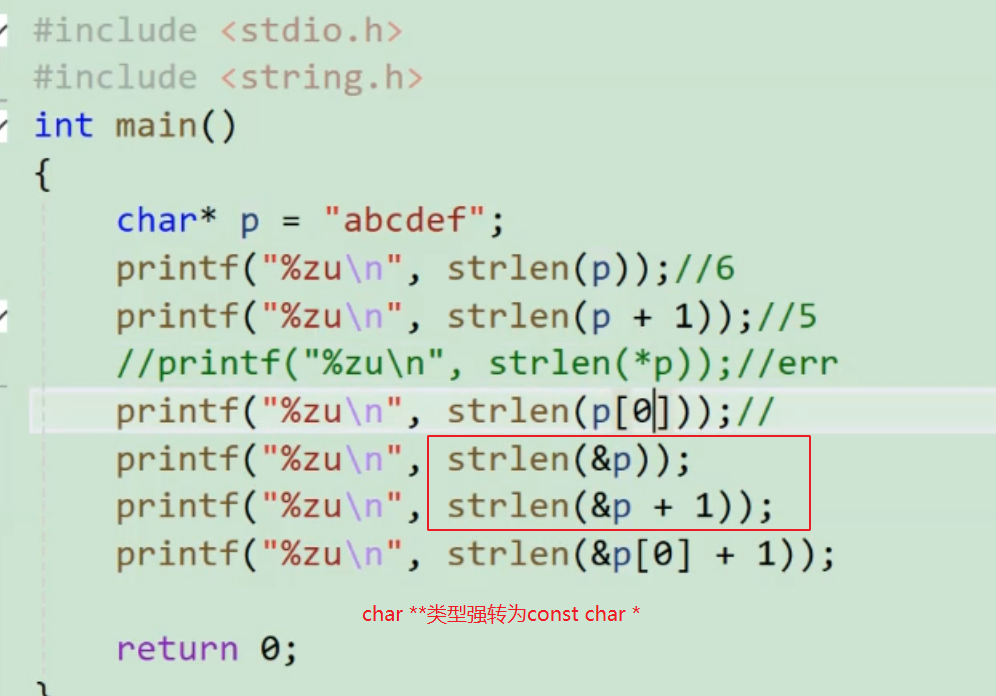 #include <stdio.h>
#include <string.h>
int main()
{
char* p = "abcdef";
printf("%zu\n", strlen(p));//6
printf("%zu\n", strlen(p + 1));//5
//printf("%zu\n", strlen(*p));//err
printf("%zu\n", strlen(p[0]));//
printf("%zu\n", strlen(&p));
printf("%zu\n", strlen(&p + 1));
printf("%zu\n", strlen(&p[0] + 1));
char **类型强转为const char *
return 0;
}